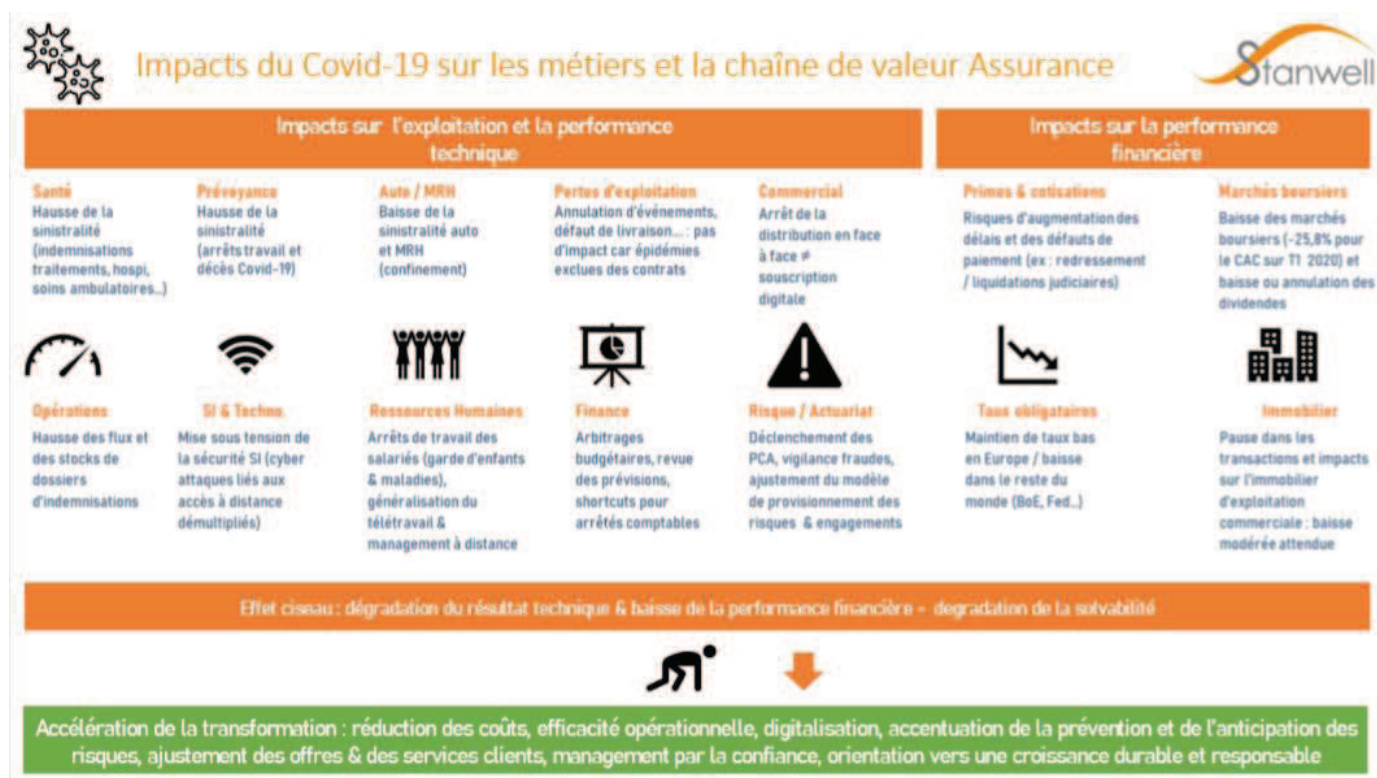 Impacts du Covid-19 sur les métiers et la chaîne de valeur Assurance
Stanwell
Impacts sur l'exploitation et la performance
technique
Impacts sur la performance
financière
Santé
Hausse de la
sinistralité
(indemnisations
traitements, hospi,
soins ambulatoires...)
Prévoyance
Hausse de la
sinistralité
(arrêts travail et
décès Covid-19)
Auto / MRH
Baisse de la
sinistralité auto
et MRH
(confinement)
Pertes d'exploitation
Annulation d'événements,
défaut de livraison... : pas
d'impact car épidémies
exclues des contrats
Commercial
Arrêt de la
distribution en face
à face ≠
souscription
digitale
Primes & cotisations
Risques d'augmentation des
délais et des défauts de
paiement (ex : redressement
/ liquidations judiciaires)
Marchés boursiers
Baisse des marchés
boursiers (-25,8% pour
le CAC sur T1 2020) et
baisse ou annulation des
dividendes
Opérations
Hausse des flux et
des stocks de
dossiers
d'indemnisations
SI & Techno.
Mise sous tension de
la sécurité SI (cyber
attaques liés aux
accès à distance
démultipliés)
Ressources Humaines
Arrêts de travail des
salariés (garde d'enfants
& maladies),
généralisation du
télétravail &
management à distance
Finance
Arbitrages
budgétaires, revue
des prévisions,
shortcuts pour
arrêtés comptables
Risque / Actuariat
Déclenchement des
PCA, vigilance fraudes,
ajustement du modèle
de provisionnement des
risques & engagements
Taux obligataires
Maintien de taux bas
en Europe / baisse
dans le reste du
monde (BoE, Fed...)
Immobilier
Pause dans les
transactions et impacts
sur l'immobilier
d'exploitation
commerciale : baisse
modérée attendue
Effet ciseau : dégradation du résultat technique & baisse de la performance financière - degradation de la solvabilité
Accélération de la transformation : réduction des coûts, efficacité opérationnelle, digitalisation, accentuation de la prévention et de l'anticipation des
risques, ajustement des offres & des services clients, management par la confiance, orientation vers une croissance durable et responsable